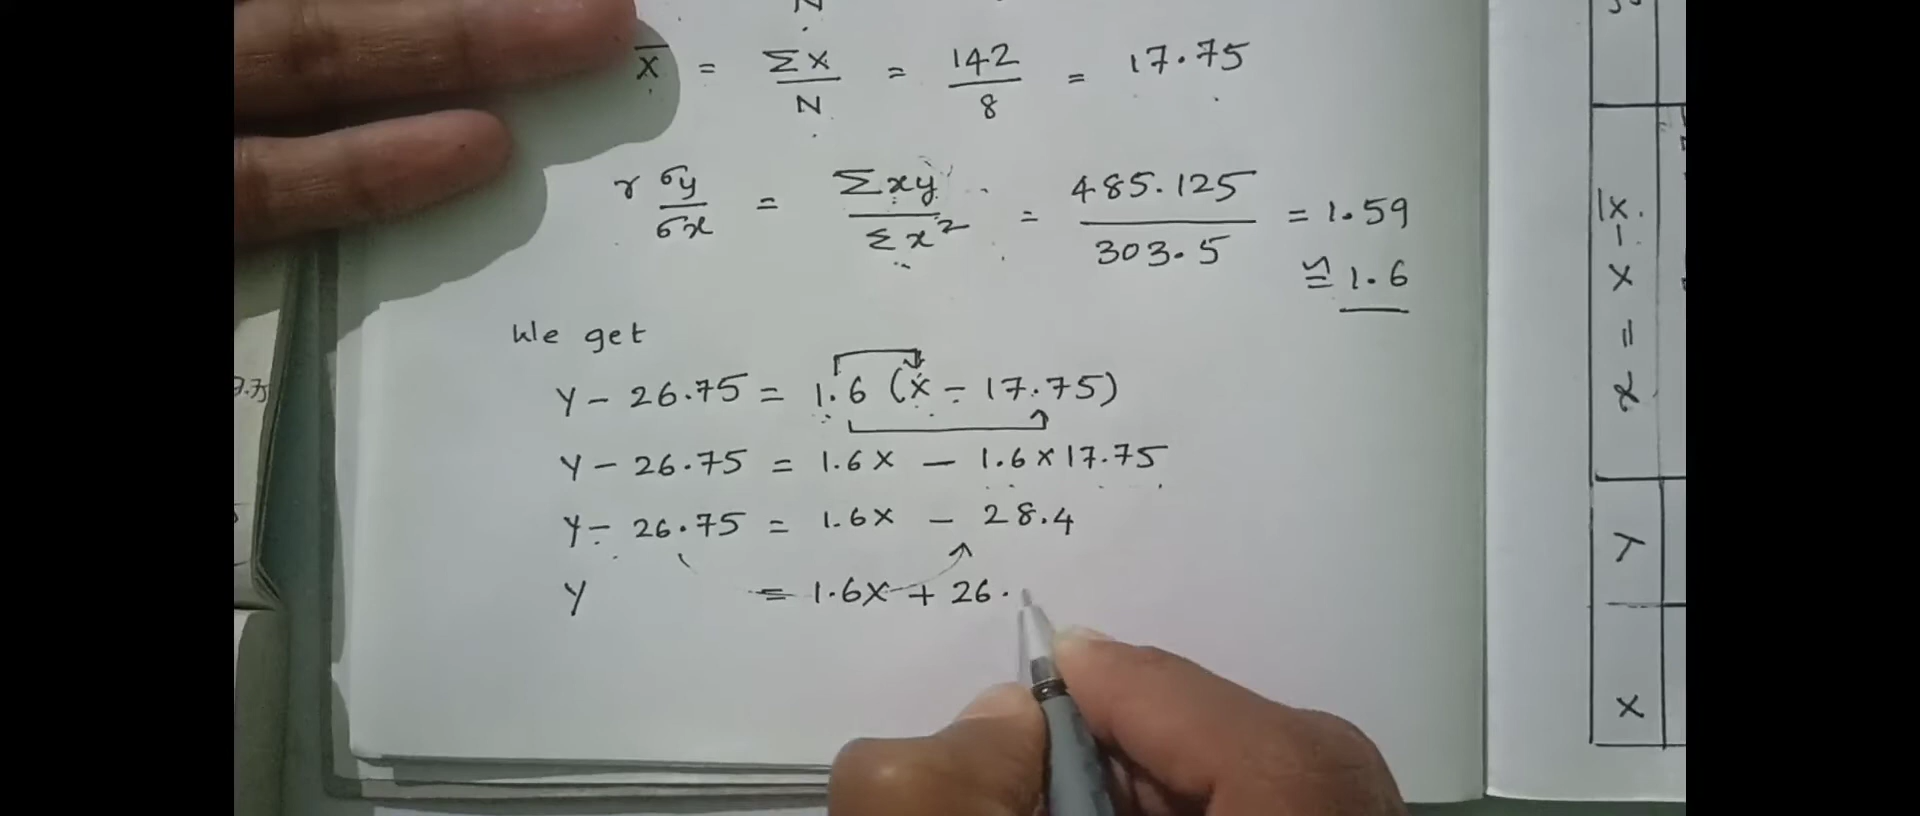 N
X̄ = ΣX/N = 142/8 = 17.75
r σy/σx = Σxy/Σx² = 485.125/303.5 = 1.59
≅ 1.6
We get
Y - 26.75 = 1.6 (X - 17.75)
Y - 26.75 = 1.6X - 1.6 × 17.75
Y - 26.75 = 1.6X - 28.4
Y = 1.6X + 26.
X
Y
x = X - X̄